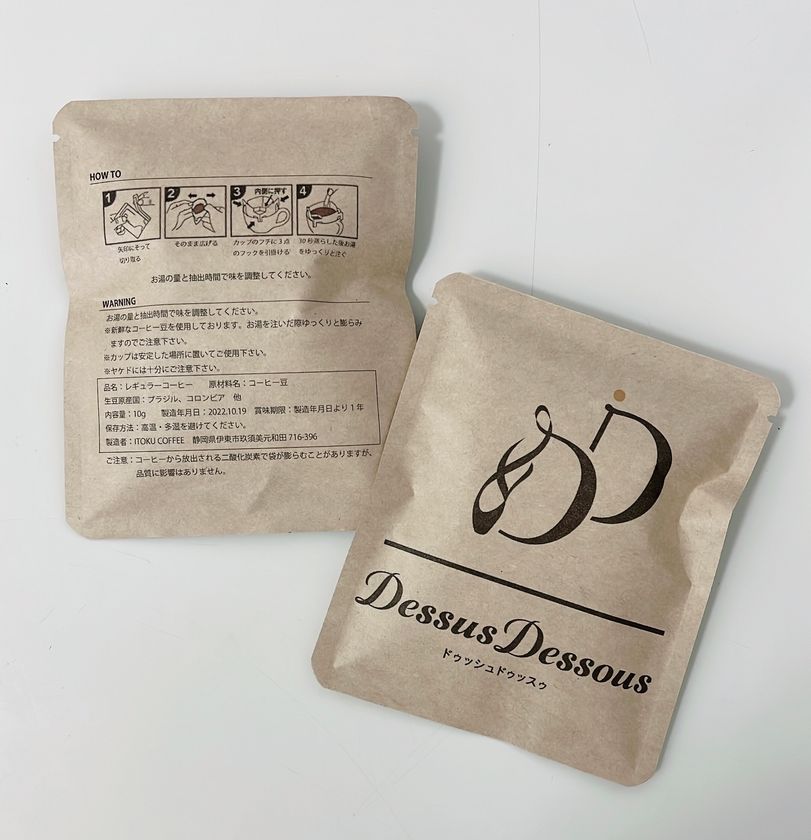 HOW TO
1
2
3 内側に押す
4
矢印にそって
切り取る
そのまま広げる
カップのフチに3点
のフックを引掛ける
30秒蒸らした後お湯
をゆっくりと注ぐ
お湯の量と抽出時間で味を調整してください。
WARNING
お湯の量と抽出時間で味を調整してください。
※新鮮なコーヒー豆を使用しております。お湯を注いだ際ゆっくりと膨らみ
ますのでご注意下さい。
※カップは安定した場所に置いてご使用下さい。
※ヤケドには十分にご注意下さい。
品名：レギュラーコーヒー 原材料名：コーヒー豆
生豆原産国：ブラジル、コロンビア 他
内容量：10g 製造年月日：2022.10.19 賞味期限：製造年月日より1年
保存方法：高温・多湿を避けてください。
製造者：ITOKU COFFEE 静岡県伊東市玖須美元和田 716-396
ご注意：コーヒーから放出される二酸化炭素で袋が膨らむことがありますが、
品質に影響はありません。
DessusDessous
ドゥッシュドゥッスゥ